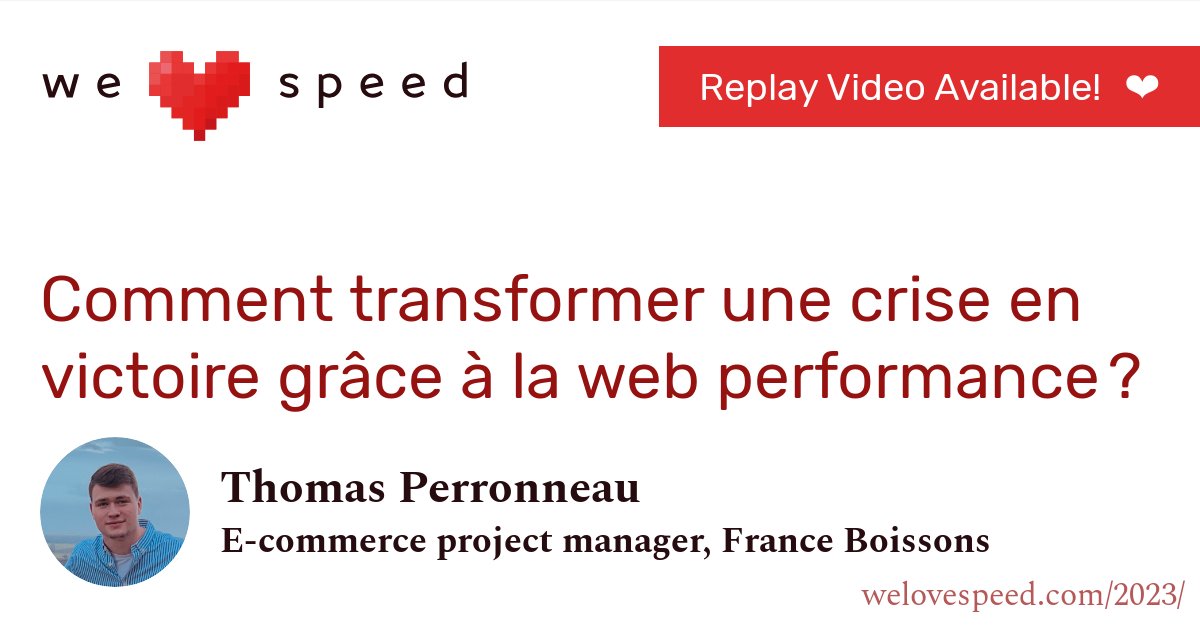 we speed
Replay Video Available! ❤
Comment transformer une crise en
victoire grâce à la web performance ?
Thomas Perronneau
E-commerce project manager, France Boissons
welovespeed.com/2023/